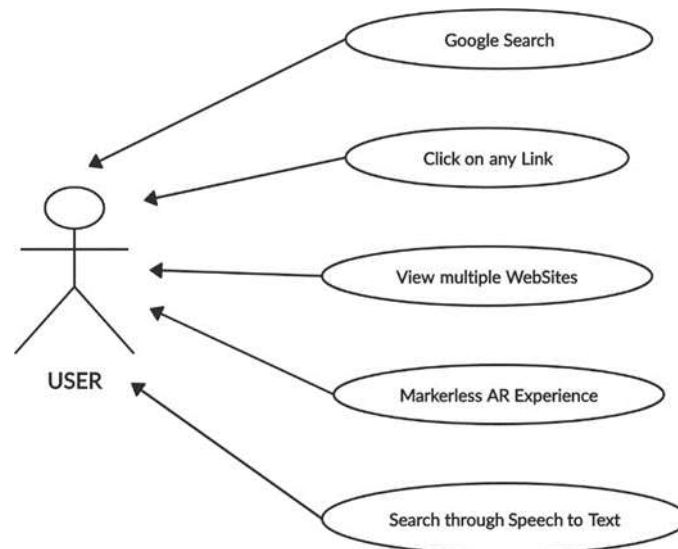 Google Search
Click on any Link
View multiple WebSites
Markerless AR Experience
USER
Search through Speech to Text